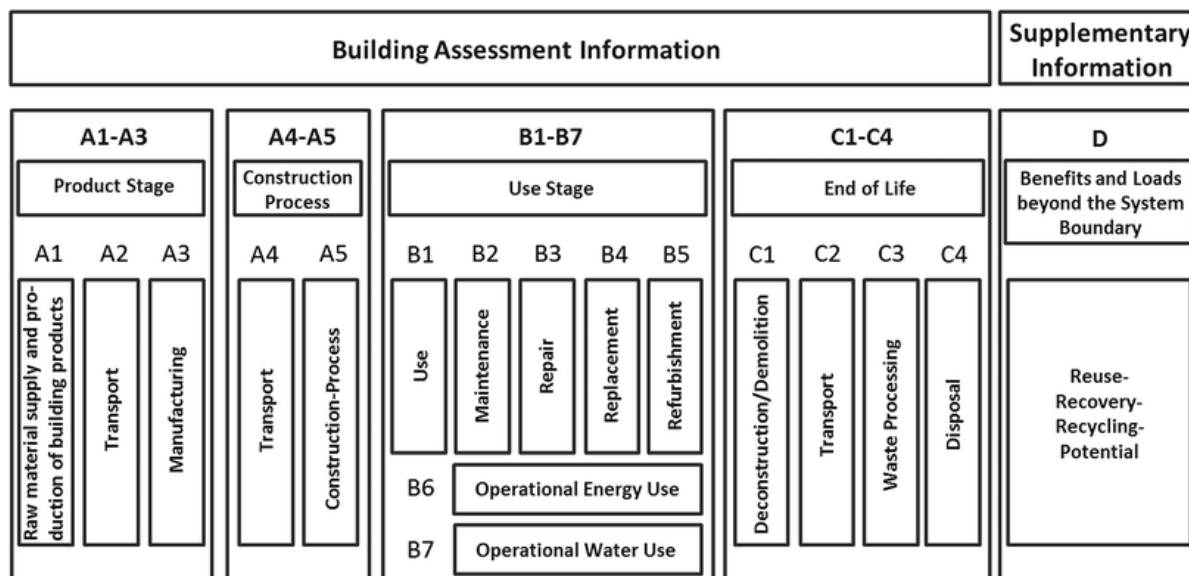 Building Assessment Information
Supplementary
Information
A1-A3
Product Stage
A1
A2
A3
Raw material supply and pro-
duction of building products
Transport
Manufacturing
A4-A5
Construction
Process
A4
A5
Transport
Construction-Process
B1-B7
Use Stage
B1
B2
B3
B4
B5
Use
Maintenance
Repair
Replacement
Refurbishment
B6
Operational Energy Use
B7
Operational Water Use
C1-C4
End of Life
C1
C2
C3
C4
Deconstruction/Demolition
Transport
Waste Processing
Disposal
D
Benefits and Loads
beyond the System
Boundary
Reuse-
Recovery-
Recycling-
Potential